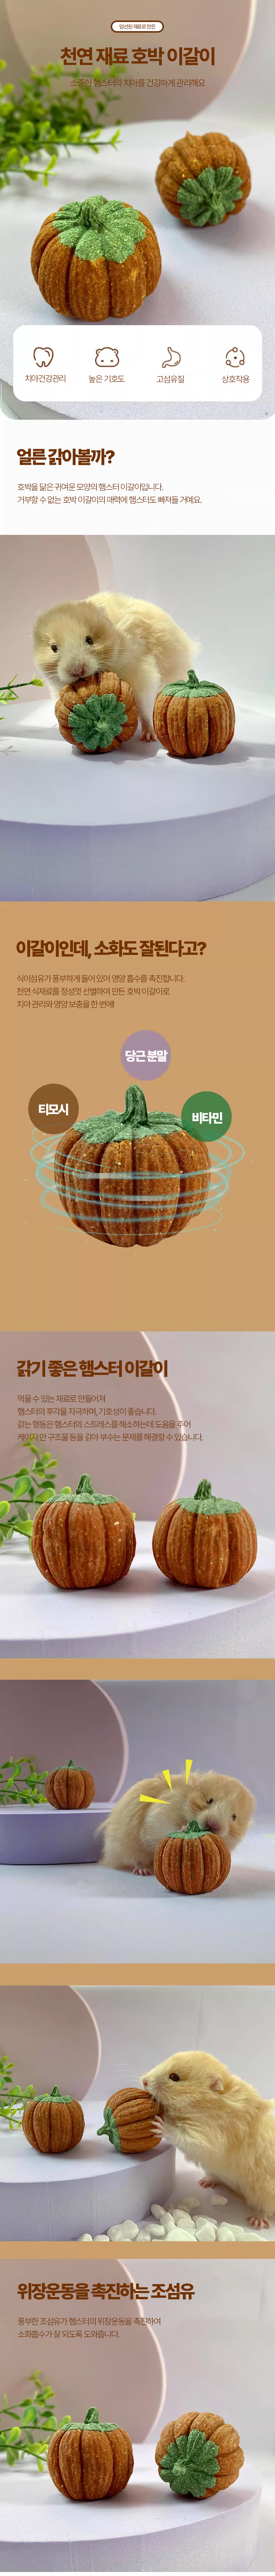 엄선된 재료로 만든
천연 재료 호박 이갈이
소중한 햄스터의 치아를 건강하게 관리해요
치아건강관리
높은 기호도
고섬유질
상호작용
얼른 갉아볼까?
호박을 닮은 귀여운 모양의 햄스터 이갈이입니다.
거부할 수 없는 호박 이갈이의 매력에 햄스터도 빠져들 거예요.
이갈이인데, 소화도 잘된다고?
식이섬유가 풍부하게 들어 있어 영양 흡수를 촉진합니다.
천연 식재료를 정성껏 선별하여 만든 호박 이갈이로
치아 관리와 영양 보충을 한 번에!
당근 분말
티모시
비타민
갉기 좋은 햄스터 이갈이
먹을 수 있는 재료로 만들어져
햄스터의 후각을 자극하며, 기호성이 좋습니다.
갉는 행동은 햄스터의 스트레스를 해소하는데 도움을 주어
케이지 안 구조물 등을 갉아 부수는 문제를 해결할 수 있습니다.
위장운동을 촉진하는 조섬유
풍부한 조섬유가 햄스터의 위장운동을 촉진하여
소화흡수가 잘 되도록 도와줍니다.